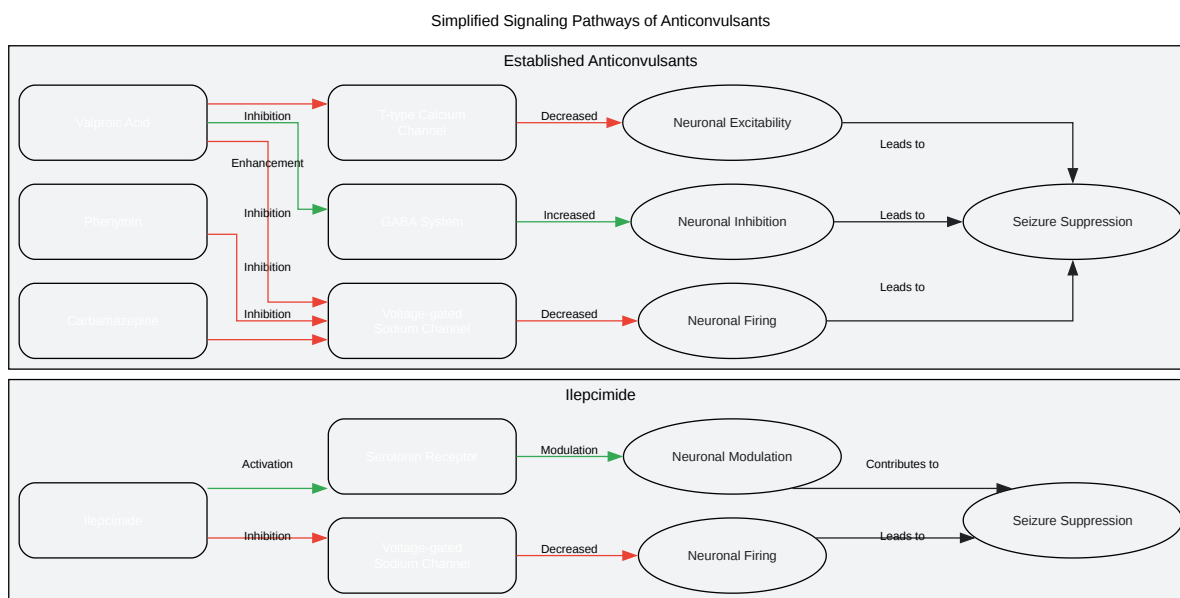 Simplified Signaling Pathways of Anticonvulsants
Established Anticonvulsants
Valproic Acid
Inhibition
T-type Calcium
Channel
Decreased
Neuronal Excitability
Leads to
Enhancement
Phenytoin
Inhibition
GABA System
Increased
Neuronal Inhibition
Leads to
Seizure Suppression
Inhibition
Leads to
Carbamazepine
Inhibition
Voltage-gated
Sodium Channel
Decreased
Neuronal Firing
Ilepcimide
Activation
Serotonin Receptor
Modulation
Neuronal Modulation
Contributes to
Ilepcimide
Seizure Suppression
Inhibition
Voltage-gated
Sodium Channel
Decreased
Neuronal Firing
Leads to